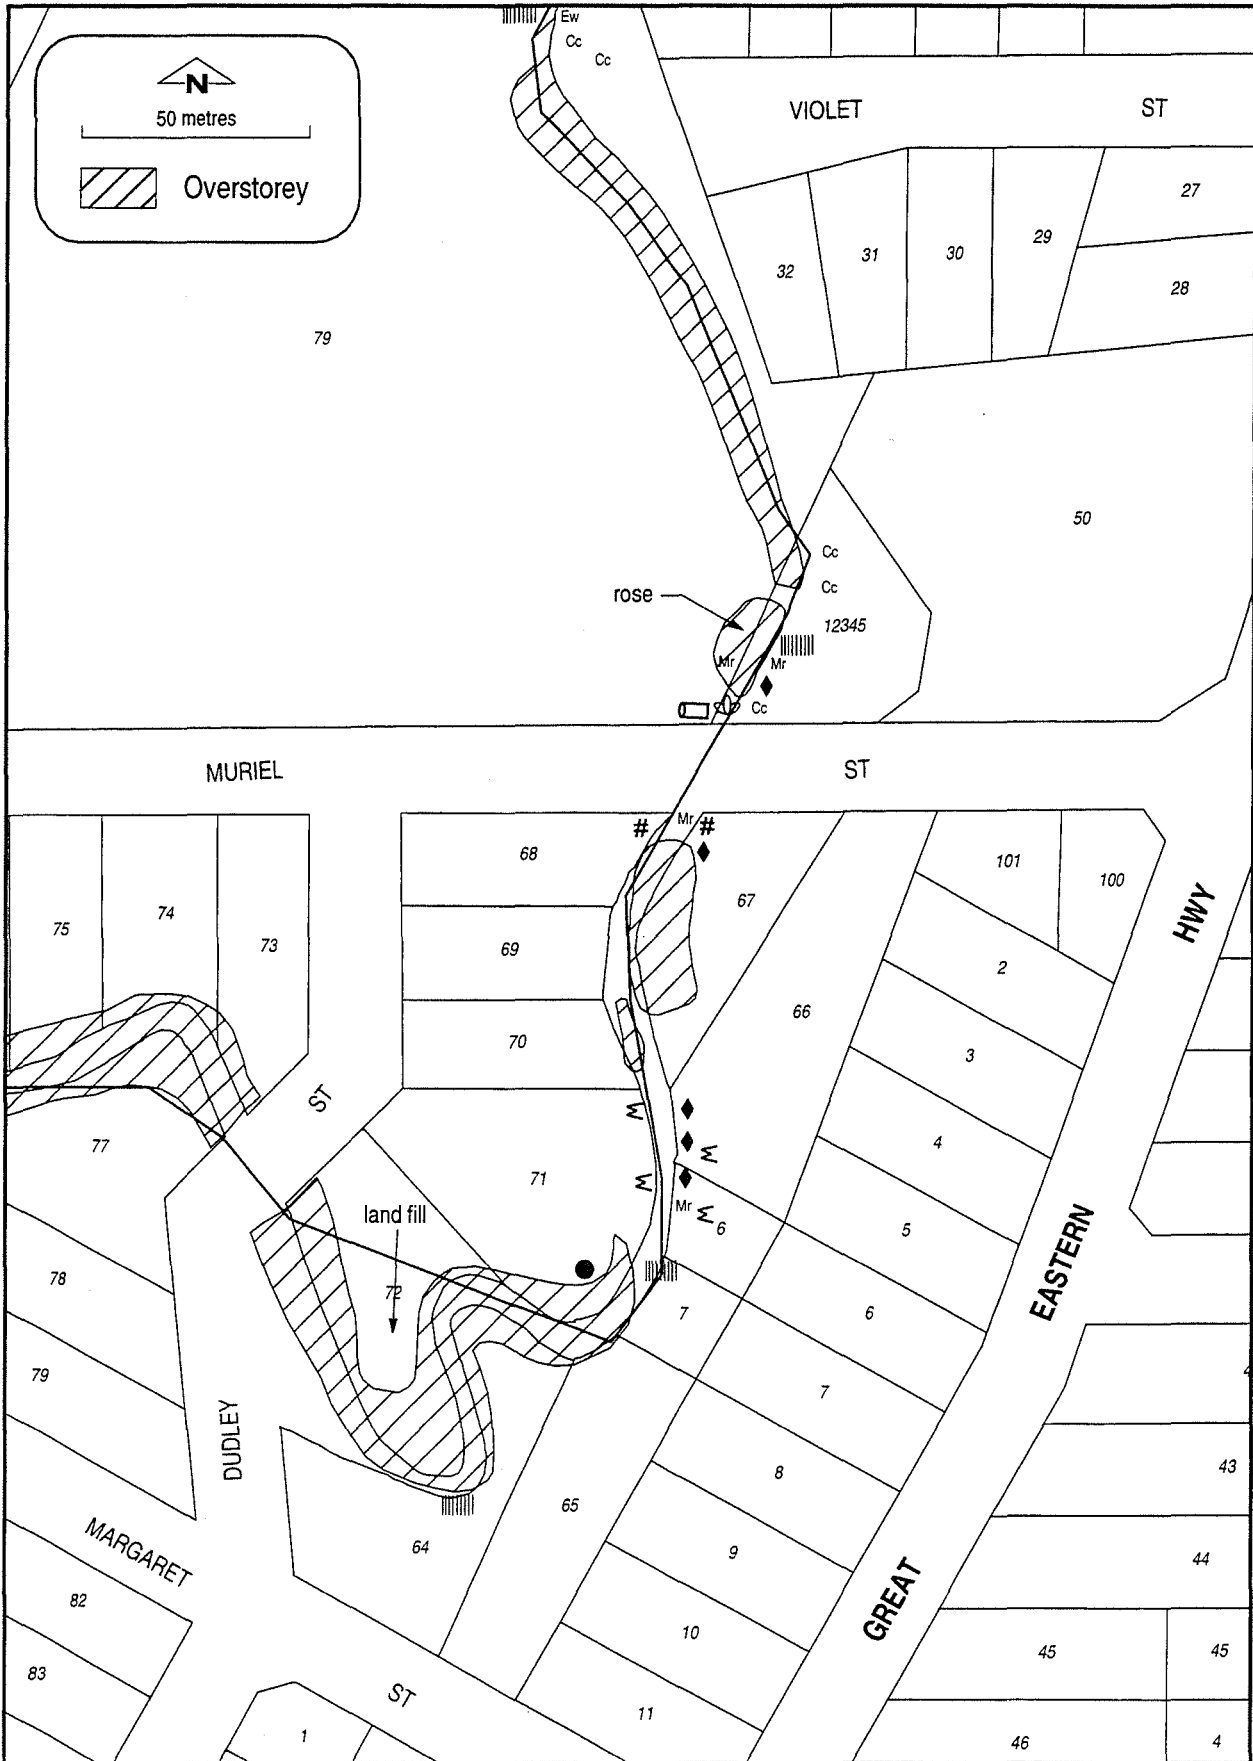 Ew
Cc
Cc
N
50 metres
Overstorey
VIOLET ST
27
32
31
30
29
28
79
50
Cc
Cc
rose
12345
Mr
Mr
Cc
MURIEL ST
# Mr #
68
101
100
67
75
74
73
69
2
HWY
66
70
3
ST
W
77
4
W
71
W
Mr
W
6
5
land fill
EASTERN
78
72
7
6
79
7
4
DUDLEY
8
43
65
64
9
44
MARGARET
82
GREAT
10
45
45
83
ST
11
1
46
4